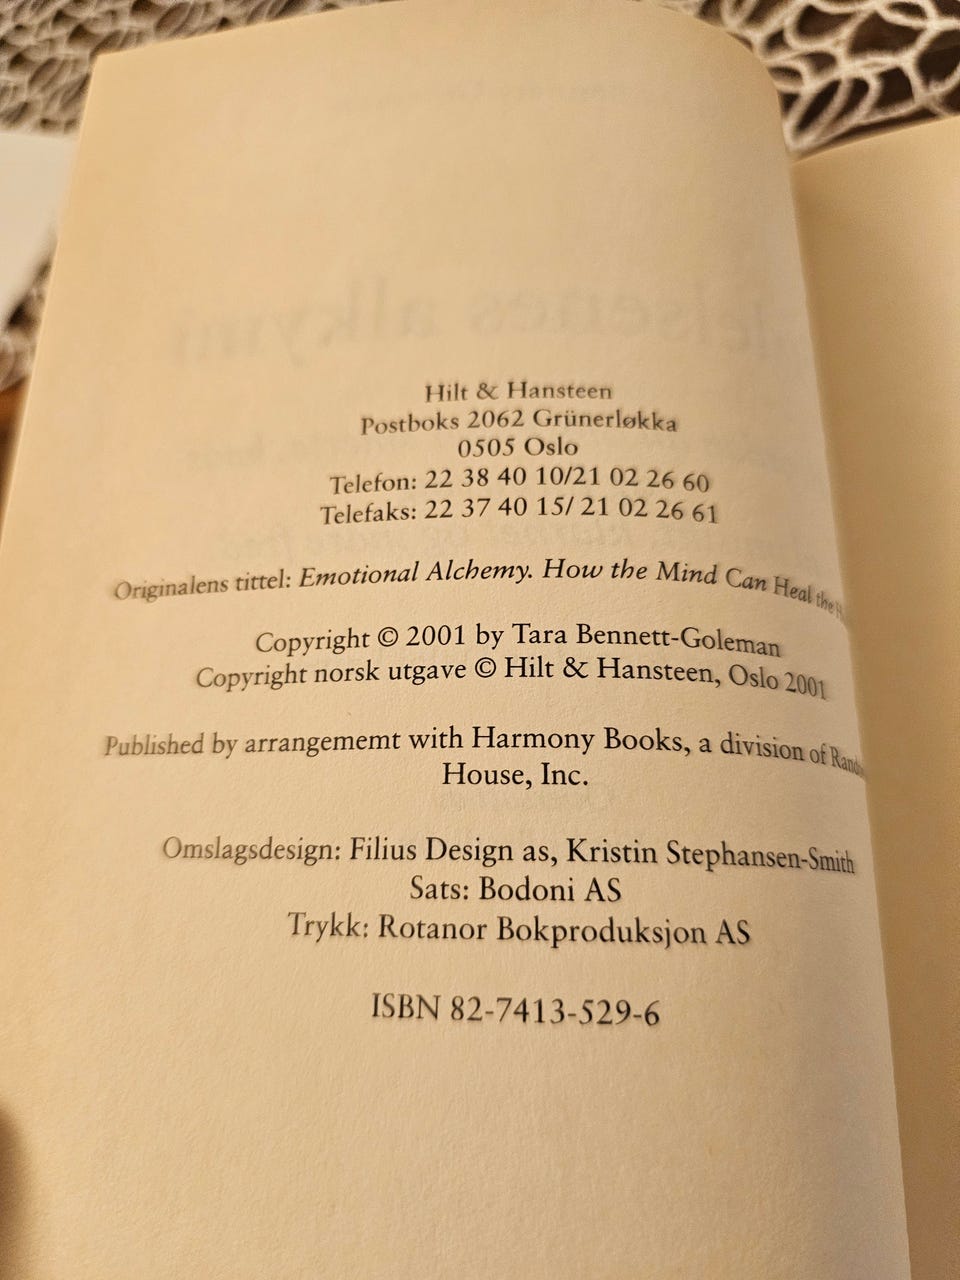 Hilt & Hansteen
Postboks 2062 Grünerløkka
0505 Oslo
Telefon: 22 38 40 10/21 02 26 60
Telefaks: 22 37 40 15/ 21 02 26 61
Originalens tittel: Emotional Alchemy. How the Mind Can Heal the
Copyright © 2001 by Tara Bennett-Goleman
Copyright norsk utgave © Hilt & Hansteen, Oslo 2001
Published by arrangememt with Harmony Books, a division of
House, Inc.
Omslagsdesign: Filius Design as, Kristin Stephansen-Smith
Sats: Bodoni AS
Trykk: Rotanor Bokproduksjon AS
ISBN 82-7413-529-6